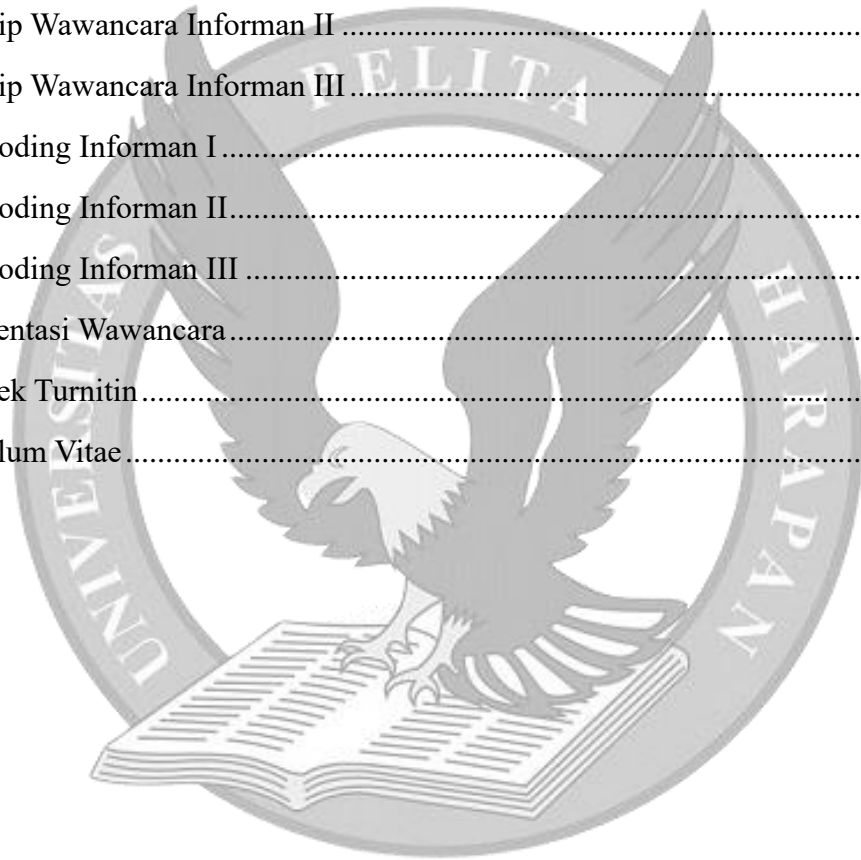 ip Wawancara Informan II ........................................................
ip Wawancara Informan III ........................................................
oding Informan I ........................................................
oding Informan II ........................................................
oding Informan III ........................................................
entasi Wawancara ........................................................
ek Turnitin ........................................................
lum Vitae ........................................................
UNIVERSITAS PELITA HARAPAN